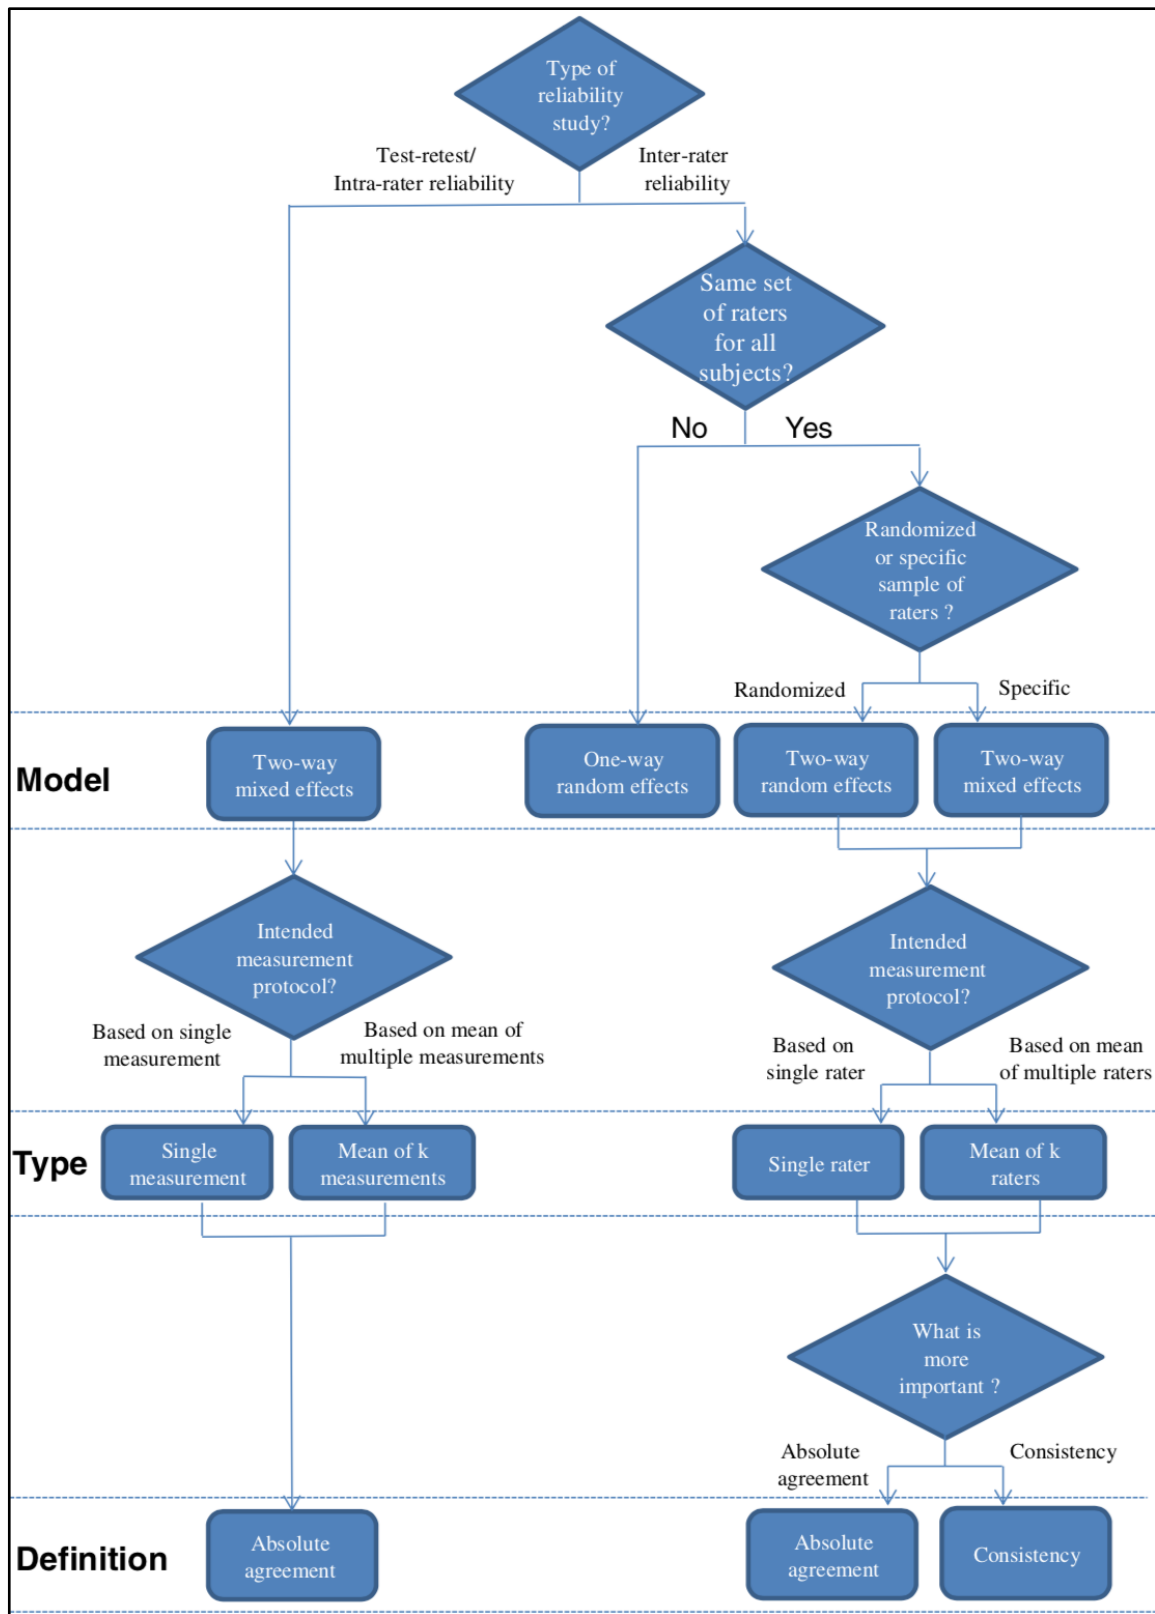 Type of
reliability
study?
Test-retest/
Intra-rater reliability
Inter-rater
reliability
Same set
of raters
for all
subjects?
No
Yes
Randomized
or specific
sample of
raters ?
Randomized
Specific
Model
Two-way
mixed effects
One-way
random effects
Two-way
random effects
Two-way
mixed effects
Intended
measurement
protocol?
Intended
measurement
protocol?
Based on single
measurement
Based on mean of
multiple measurements
Based on
single rater
Based on mean
of multiple raters
Type
Single
measurement
Mean of k
measurements
Single rater
Mean of k
raters
What is
more
important ?
Absolute
agreement
Consistency
Definition
Absolute
agreement
Absolute
agreement
Consistency